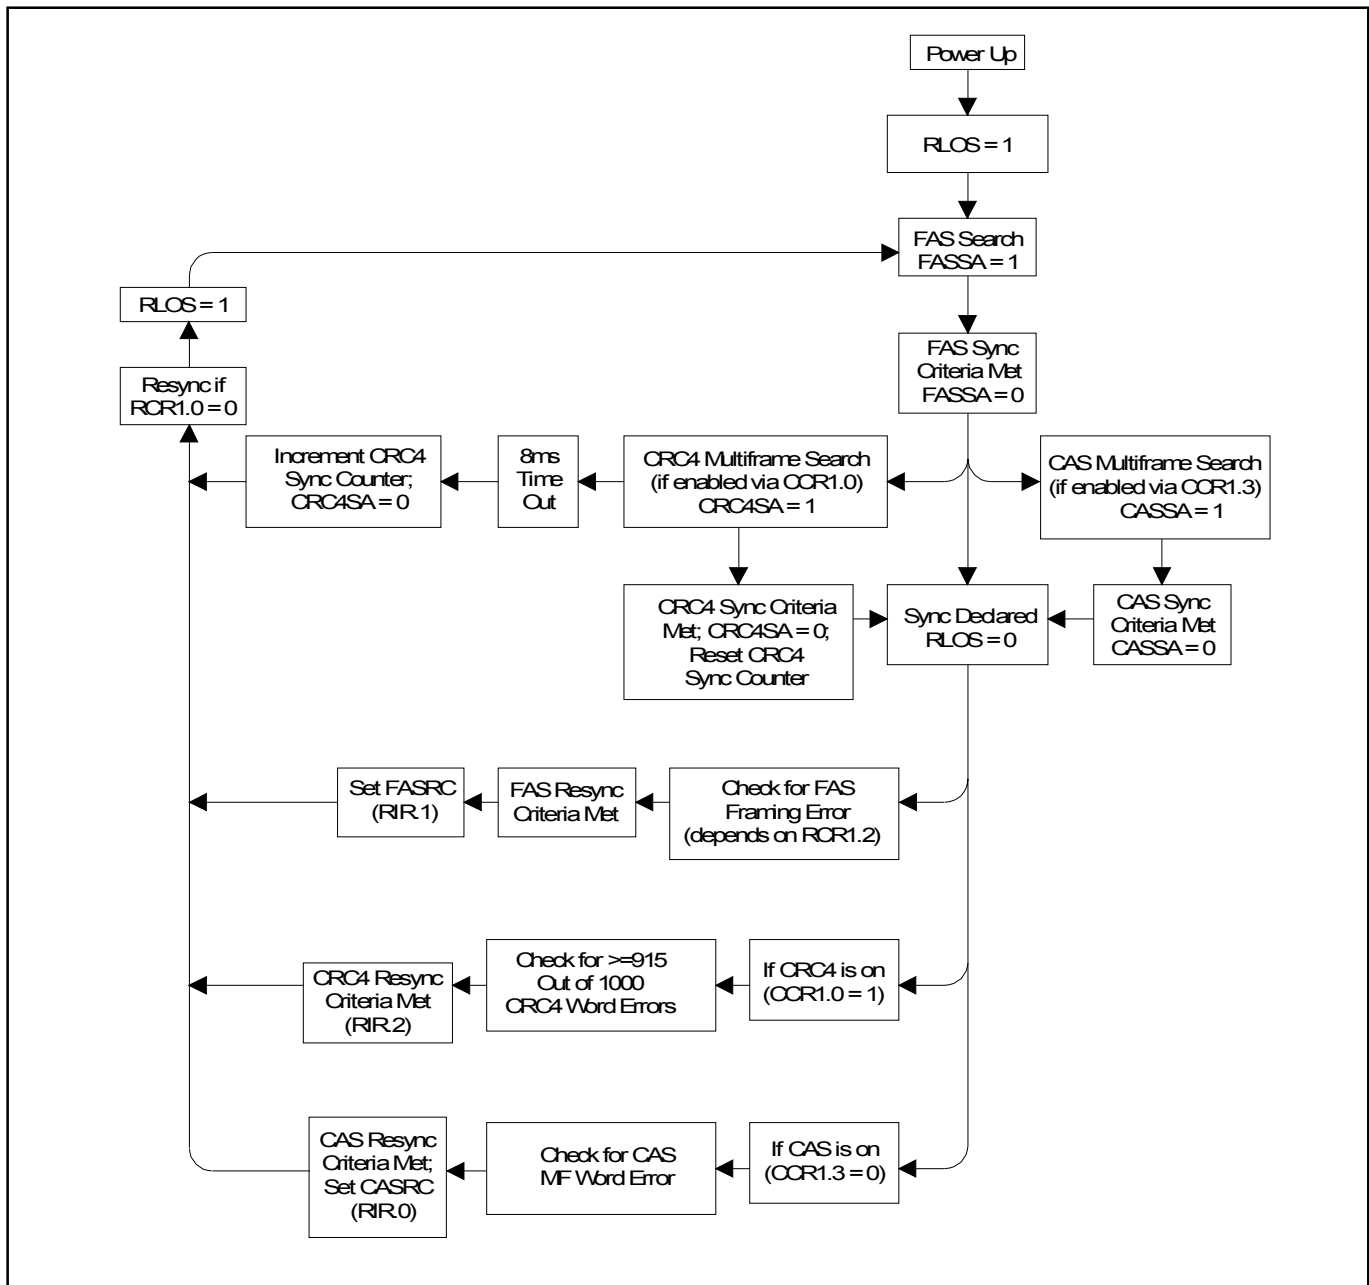 Power Up
RLOS = 1
FAS Search
FASSA = 1
RLOS = 1
FAS Sync
Criteria Met
FASSA = 0
Resync if
RCR1.0 = 0
Increment CRC4
Sync Counter;
CRC4SA = 0
8ms
Time
Out
CRC4 Multiframe Search
(if enabled via CCR1.0)
CRC4SA = 1
CAS Multiframe Search
(if enabled via CCR1.3)
CASSA = 1
CRC4 Sync Criteria
Met; CRC4SA = 0;
Reset CRC4
Sync Counter
Sync Declared
RLOS = 0
CAS Sync
Criteria Met
CASSA = 0
Set FASRC
(RIR.1)
FAS Resync
Criteria Met
Check for FAS
Framing Error
(depends on RCR1.2)
CRC4 Resync
Criteria Met
(RIR.2)
Check for >=915
Out of 1000
CRC4 Word Errors
If CRC4 is on
(CCR1.0 = 1)
CAS Resync
Criteria Met;
Set CASRC
(RIR.0)
Check for CAS
MF Word Error
If CAS is on
(CCR1.3 = 0)